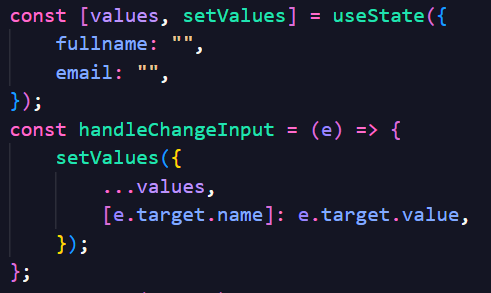 const [values, setValues] = useState({
    fullname: "",
    email: "",
});
const handleChangeInput = (e) => {
    setValues({
        ...values,
        [e.target.name]: e.target.value,
    });
};